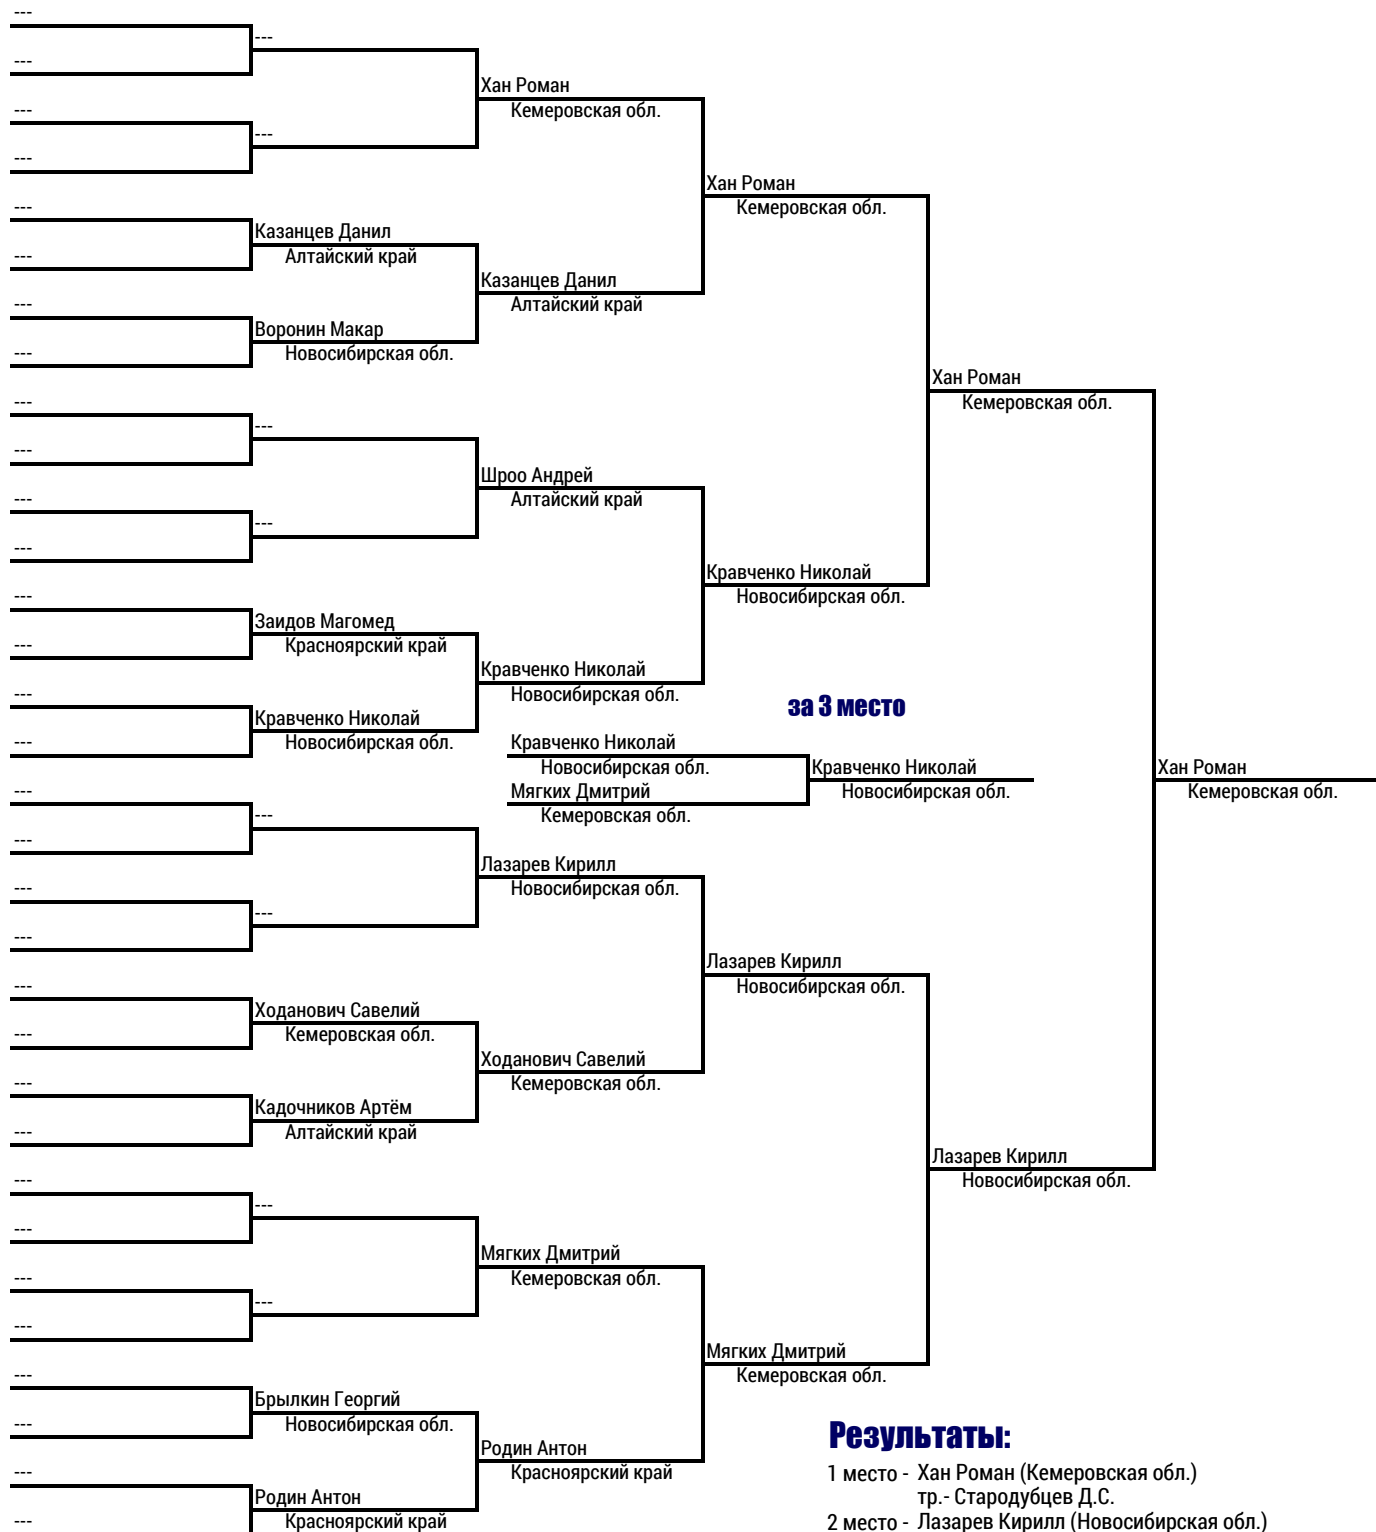 ---
---
---
Хан Роман
Кемеровская обл.
---
---
---
Хан Роман
Кемеровская обл.
---
Казанцев Данил
Алтайский край
---
Казанцев Данил
Алтайский край
---
Воронин Макар
Новосибирская обл.
---
Хан Роман
Кемеровская обл.
---
---
---
Шроо Андрей
Алтайский край
---
---
---
Кравченко Николай
Новосибирская обл.
---
Заидов Магомед
Красноярский край
---
Кравченко Николай
Новосибирская обл.
---
за 3 место
Кравченко Николай
Новосибирская обл.
---
Кравченко Николай
Новосибирская обл.
Кравченко Николай
Новосибирская обл.
Мягких Дмитрий
Кемеровская обл.
Хан Роман
Кемеровская обл.
---
---
---
Лазарев Кирилл
Новосибирская обл.
---
---
---
Лазарев Кирилл
Новосибирская обл.
---
Ходанович Савелий
Кемеровская обл.
---
Ходанович Савелий
Кемеровская обл.
---
Кадочников Артём
Алтайский край
---
Лазарев Кирилл
Новосибирская обл.
---
---
---
Мягких Дмитрий
Кемеровская обл.
---
---
---
Мягких Дмитрий
Кемеровская обл.
---
Брылкин Георгий
Новосибирская обл.
---
Родин Антон
Красноярский край
---
Родин Антон
Красноярский край
---
Результаты:
1 место - Хан Роман (Кемеровская обл.)
тр.- Стародубцев Д.С.
2 место - Лазарев Кирилл (Новосибирская обл.)